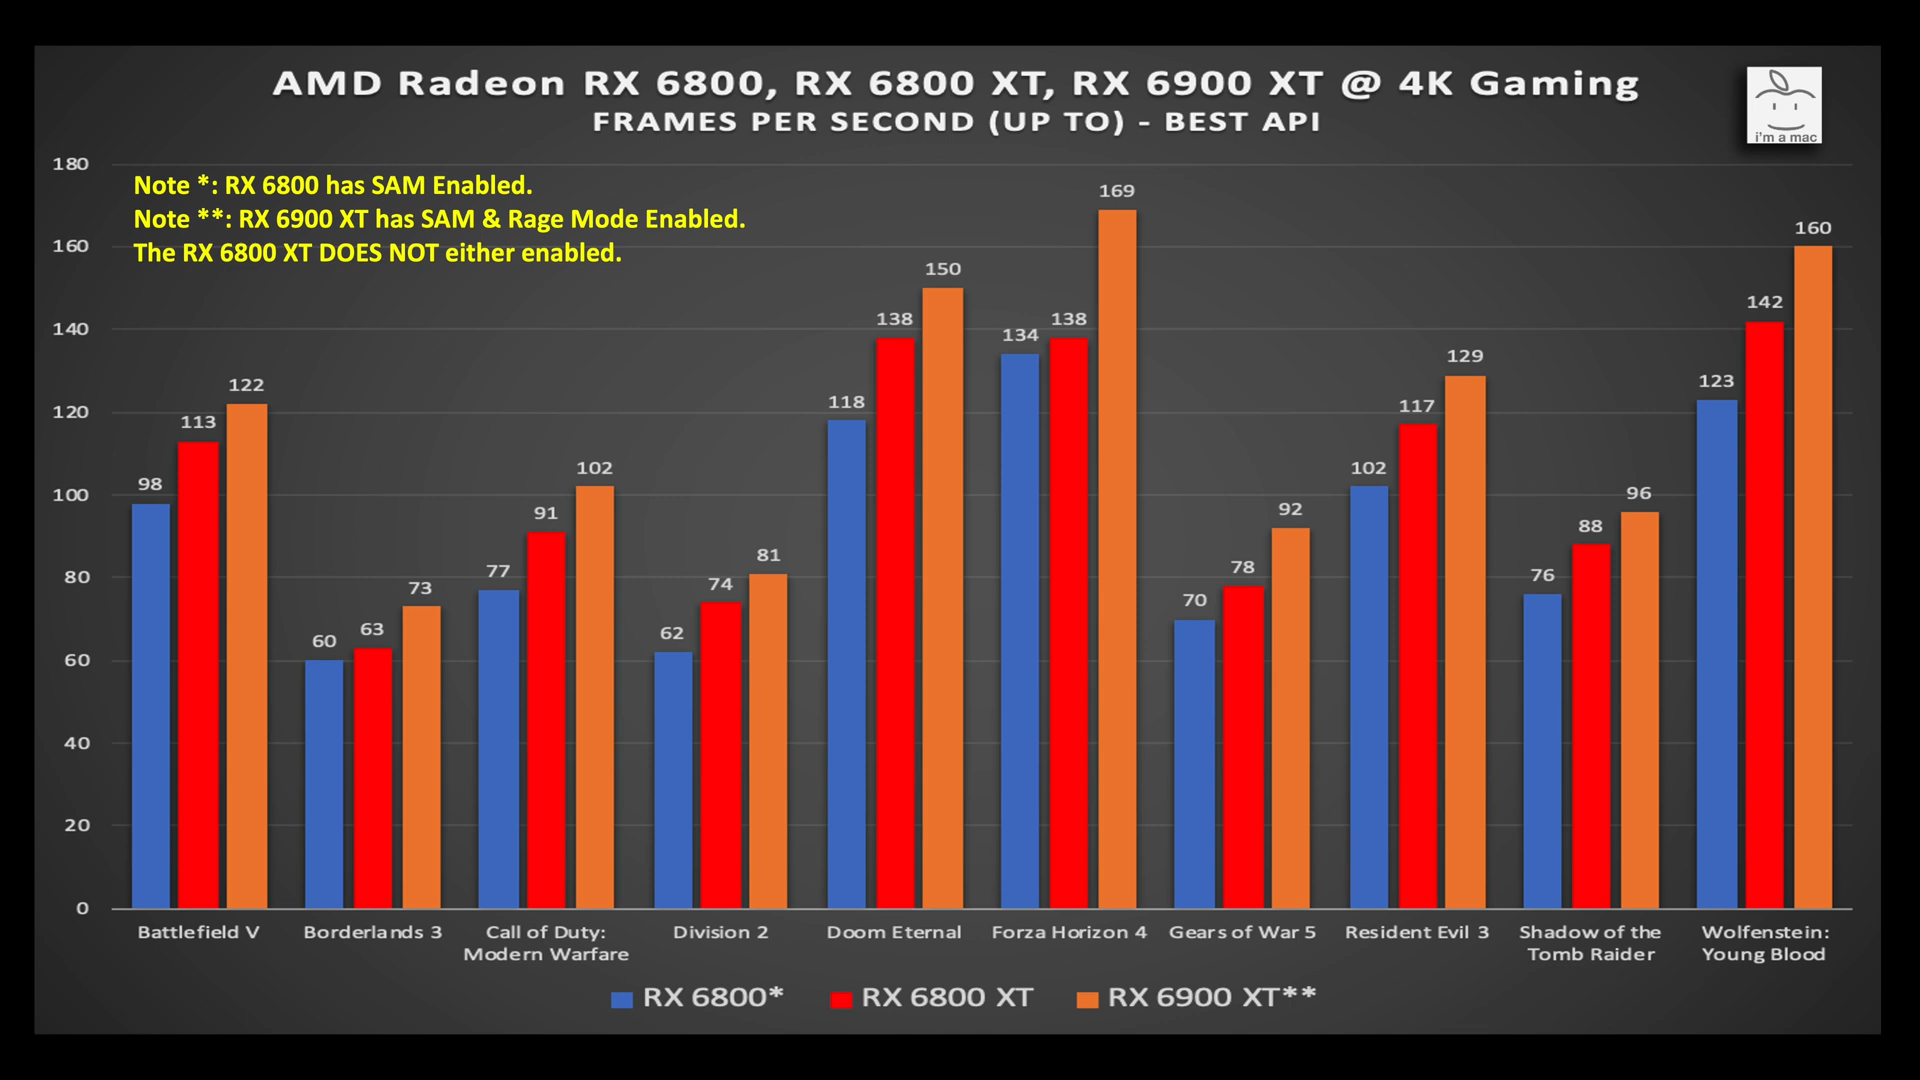 AMD Radeon RX 6800, RX 6800 XT, RX 6900 XT @ 4K Gaming
FRAMES PER SECOND (UP TO) - BEST API
i'm a mac
Note *: RX 6800 has SAM Enabled.
Note **: RX 6900 XT has SAM & Rage Mode Enabled.
The RX 6800 XT DOES NOT either enabled.
180
160
140
120
100
80
60
40
20
0
98 113 122
60 63 73
77 91 102
62 74 81
118 138 150
134 138 169
70 78 92
102 117 129
76 88 96
123 142 160
Battlefield V
Borderlands 3
Call of Duty:
Modern Warfare
Division 2
Doom Eternal
Forza Horizon 4
Gears of War 5
Resident Evil 3
Shadow of the
Tomb Raider
Wolfenstein:
Young Blood
RX 6800* RX 6800 XT RX 6900 XT**